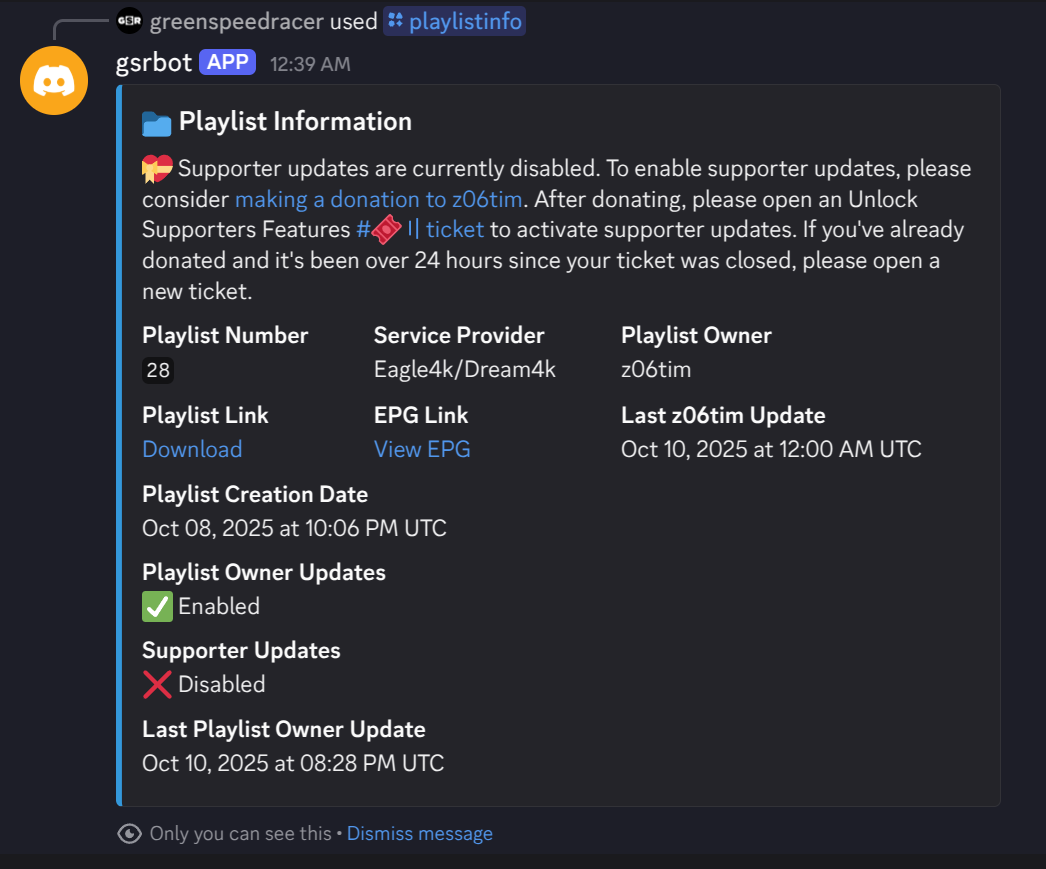 GSR greenspeedracer used playlistinfo
gsrbot APP 12:39 AM
Playlist Information
Supporter updates are currently disabled. To enable supporter updates, please
consider making a donation to z06tim. After donating, please open an Unlock
Supporters Features #🎟️ || ticket to activate supporter updates. If you've already
donated and it's been over 24 hours since your ticket was closed, please open a
new ticket.
Playlist Number Service Provider Playlist Owner
28 Eagle4k/Dream4k z06tim
Playlist Link EPG Link Last z06tim Update
Download View EPG Oct 10, 2025 at 12:00 AM UTC
Playlist Creation Date
Oct 08, 2025 at 10:06 PM UTC
Playlist Owner Updates
✅ Enabled
Supporter Updates
❌ Disabled
Last Playlist Owner Update
Oct 10, 2025 at 08:28 PM UTC
Only you can see this • Dismiss message